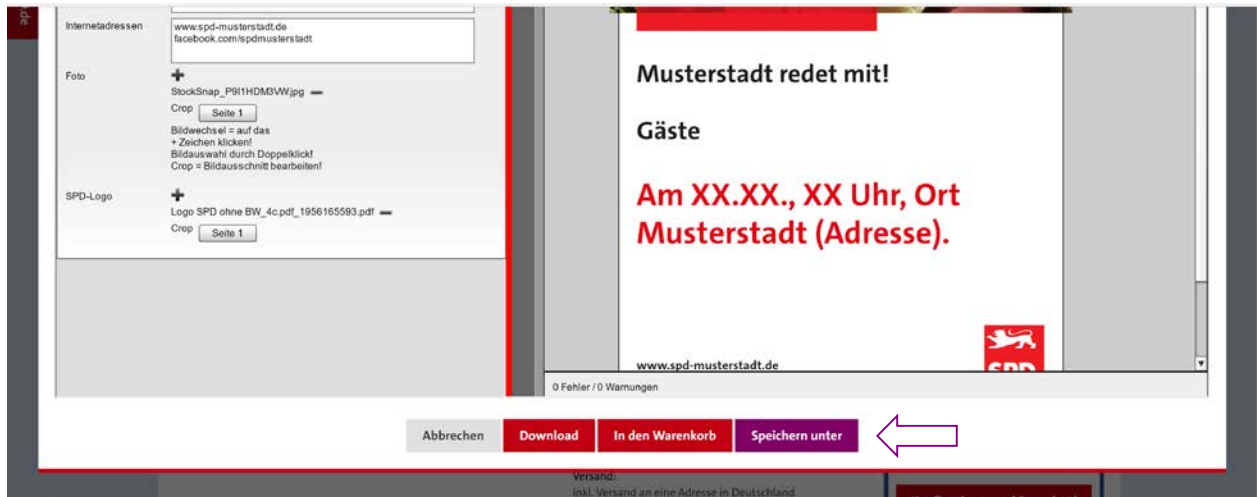 .de
Internetadressen
www.spd-musterstadt.de
facebook.com/spdmusterstadt
Foto
StockSnap_P9I1HDM3VW.jpg
Crop Seite 1
Bildwechsel = auf das
+ Zeichen klicken!
Bildauswahl durch Doppelklick!
Crop = Bildausschnitt bearbeiten!
SPD-Logo
Logo SPD ohne BW_4c.pdf_1956165593.pdf
Crop Seite 1
Musterstadt redet mit!
Gäste
Am XX.XX., XX Uhr, Ort
Musterstadt (Adresse).
www.spd-musterstadt.de
SPD
0 Fehler / 0 Warnungen
Abbrechen Download In den Warenkorb Speichern unter
Versand:
inkl. Versand an eine Adresse in Deutschland